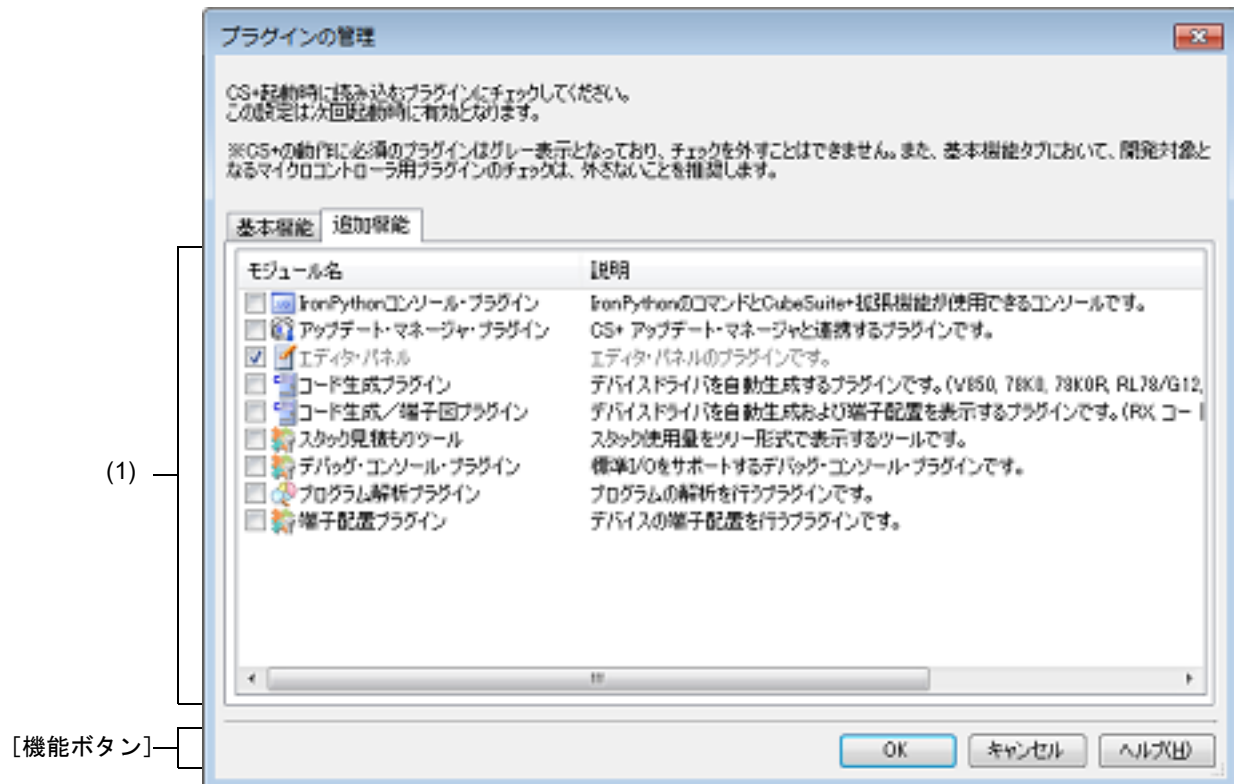 プラグインの管理
CS+起動時に読み込むプラグインにチェックしてください。
この設定は次回起動時に有効となります。
※CS+の動作に必須のプラグインはグレー表示となっており、チェックを外すことはできません。また、基本機能タブにおいて、開発対象と
なるマイクロコントローラ用プラグインのチェックは、外さないことを推奨します。
基本機能 追加機能
モジュール名 説明
IronPythonコンソール・プラグイン IronPythonのコマンドとCubeSuite+拡張機能が使用できるコンソールです。
アップデート・マネージャ・プラグイン CS+ アップデート・マネージャと連携するプラグインです。
エディタ・パネル エディタ・パネルのプラグインです。
コード生成プラグイン デバイスドライバを自動生成するプラグインです。(V850, 78K0, 78K0R, RL78/G12,
コード生成／端子図プラグイン デバイスドライバを自動生成および端子配置を表示するプラグインです。(RX, コード
スタック見積もりツール スタック使用量をツリー形式で表示するツールです。
デバッグ・コンソール・プラグイン 標準I/Oをサポートするデバッグ・コンソール・プラグインです。
プログラム解析プラグイン プログラムの解析を行うプラグインです。
端子配置プラグイン デバイスの端子配置を行うプラグインです。
(1)
[機能ボタン]
OK キャンセル ヘルプ(H)